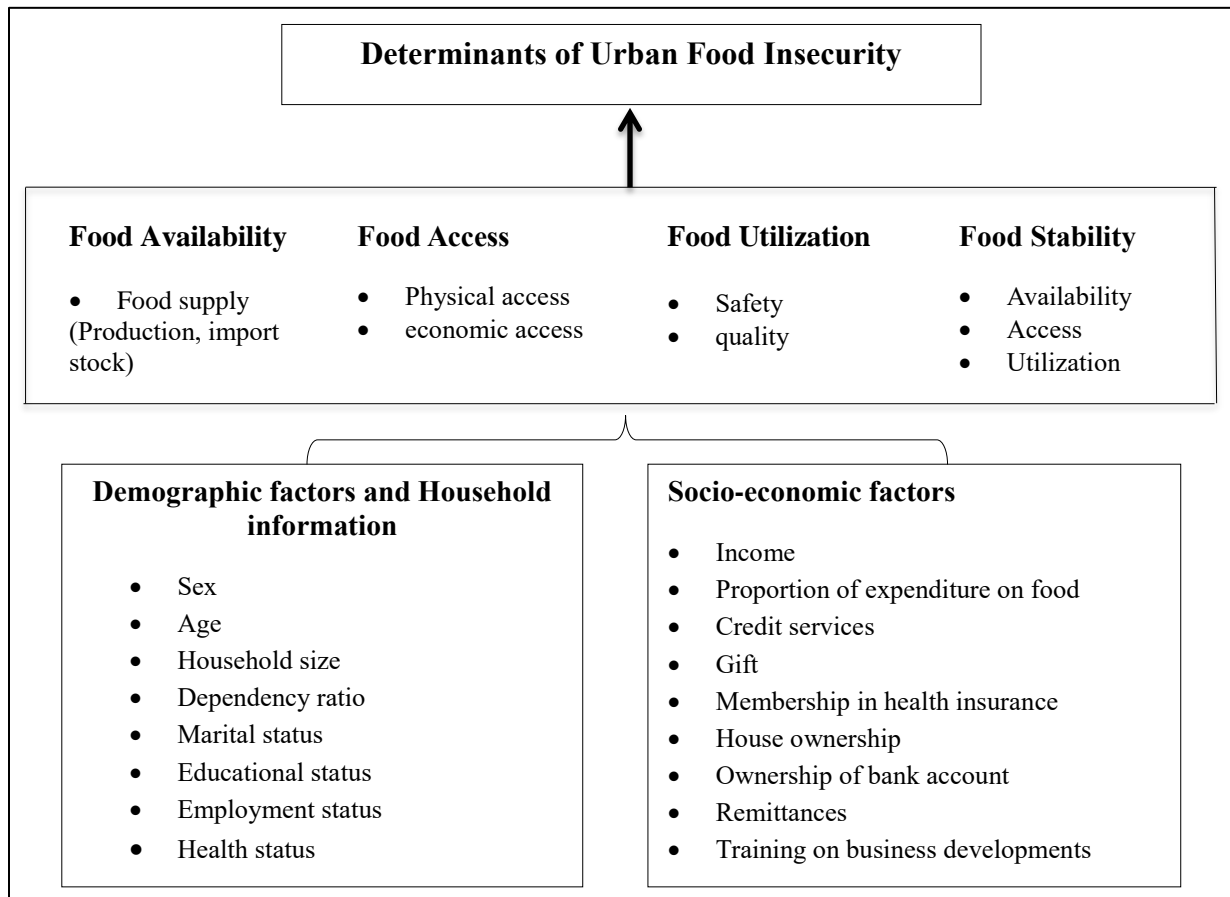 Determinants of Urban Food Insecurity
Food Availability
• Food supply
(Production, import
stock)
Food Access
• Physical access
• economic access
Food Utilization
• Safety
• quality
Food Stability
• Availability
• Access
• Utilization
Demographic factors and Household
information
• Sex
• Age
• Household size
• Dependency ratio
• Marital status
• Educational status
• Employment status
• Health status
Socio-economic factors
• Income
• Proportion of expenditure on food
• Credit services
• Gift
• Membership in health insurance
• House ownership
• Ownership of bank account
• Remittances
• Training on business developments